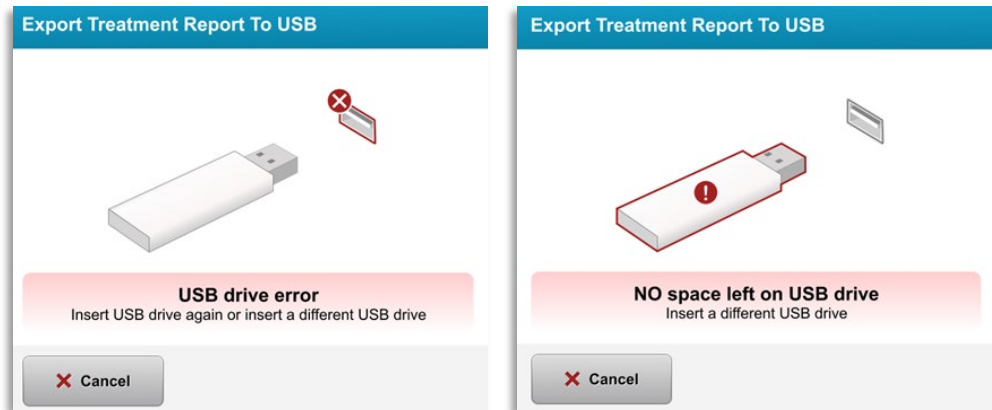 Export Treatment Report To USB
USB drive error
Insert USB drive again or insert a different USB drive
Cancel
Export Treatment Report To USB
NO space left on USB drive
Insert a different USB drive
Cancel